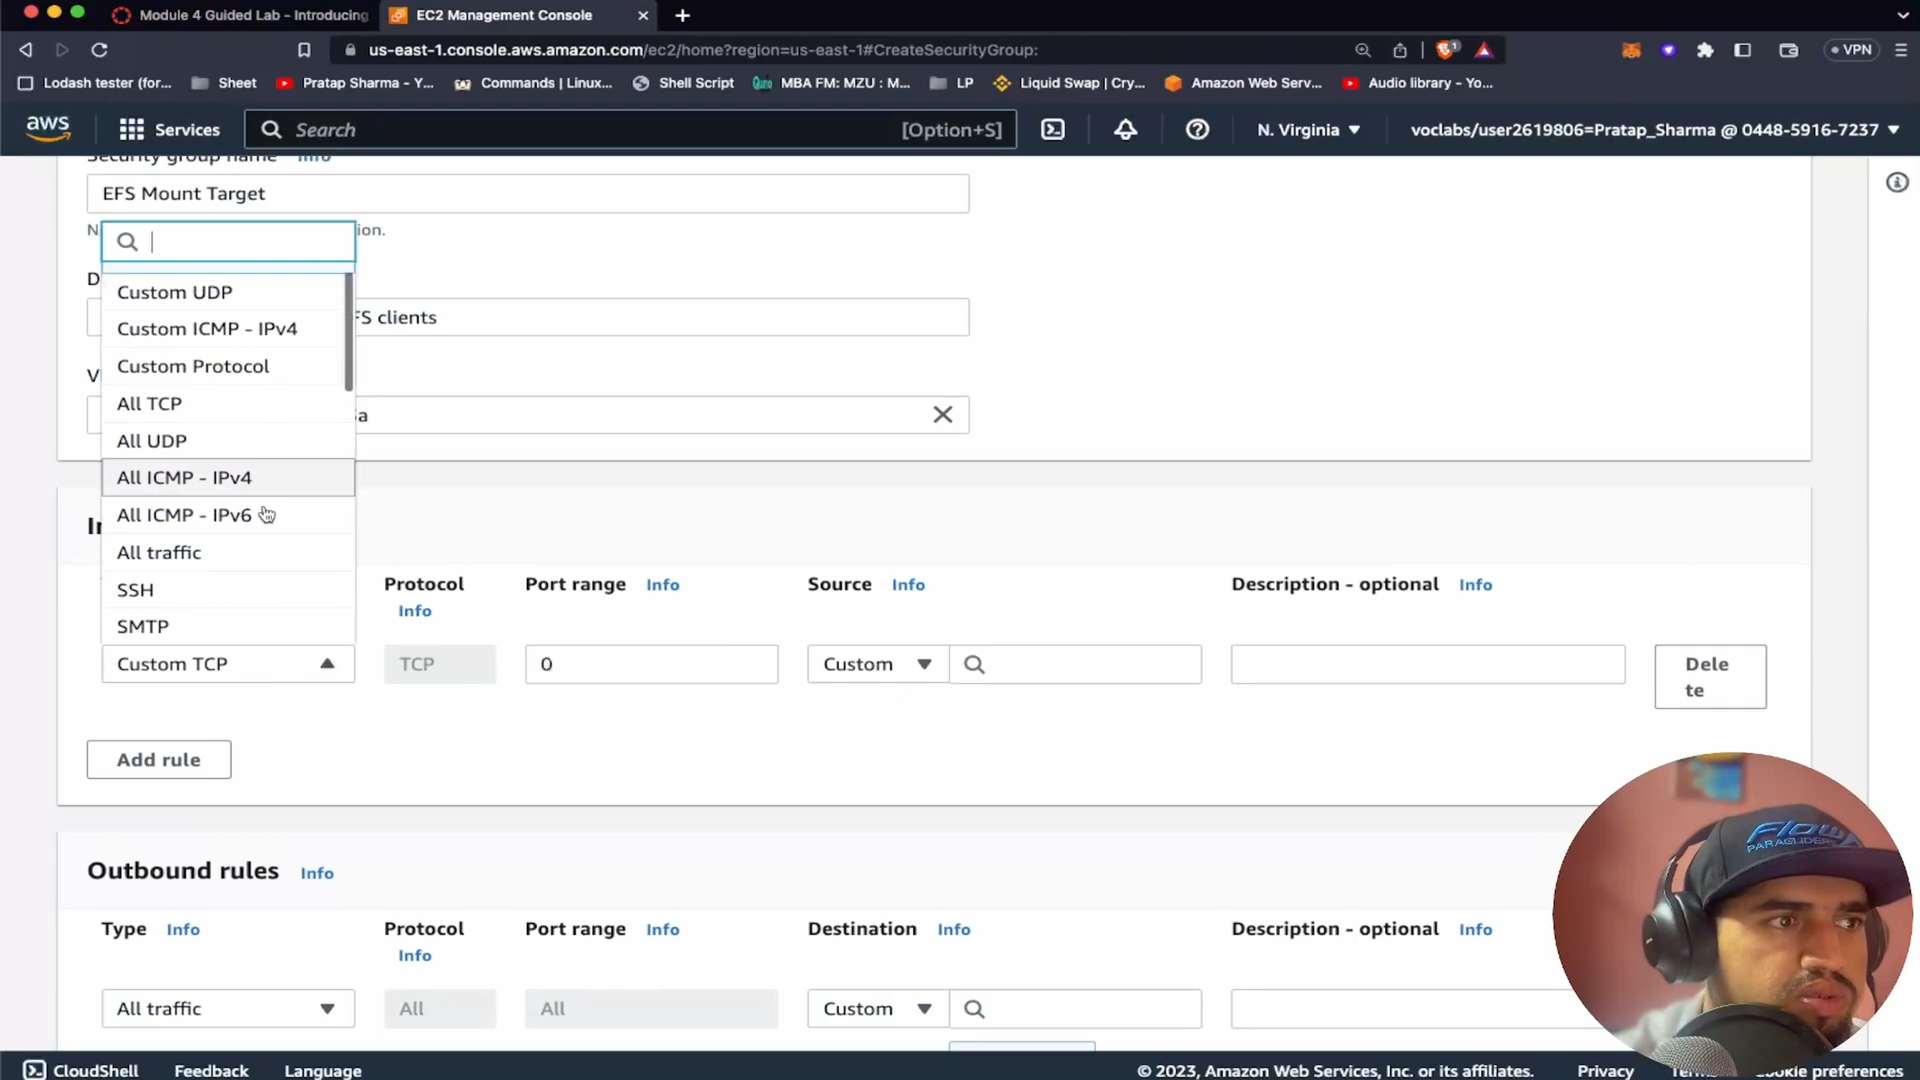 Module 4 Guided Lab - Introducing
EC2 Management Console
us-east-1.console.aws.amazon.com/ec2/home?region=us-east-1#CreateSecurityGroup:
VPN
Lodash tester (for...
Sheet
Pratap Sharma - Y...
Commands | Linux...
Shell Script
MBA FM: MZU : M...
LP
Liquid Swap | Cry...
Amazon Web Serv...
Audio library - Yo...
aws
Services
Search
[Option+S]
N. Virginia
voclabs/user2619806=Pratap_Sharma @ 0448-5916-7237
Security group name Info
EFS Mount Target
N
ion.
D
FS clients
V
a
Custom UDP
Custom ICMP - IPv4
Custom Protocol
All TCP
All UDP
All ICMP - IPv4
All ICMP - IPv6
All traffic
SSH
SMTP
Protocol Info
Port range Info
Source Info
Description - optional Info
Custom TCP
TCP
0
Custom
Dele
te
Add rule
Outbound rules Info
Type Info
Protocol Info
Port range Info
Destination Info
Description - optional Info
All traffic
All
All
Custom
FLOW
PARAGLIDERS
CloudShell
Feedback
Language
© 2023, Amazon Web Services, Inc. or its affiliates.
Privacy
Terms
Cookie preferences